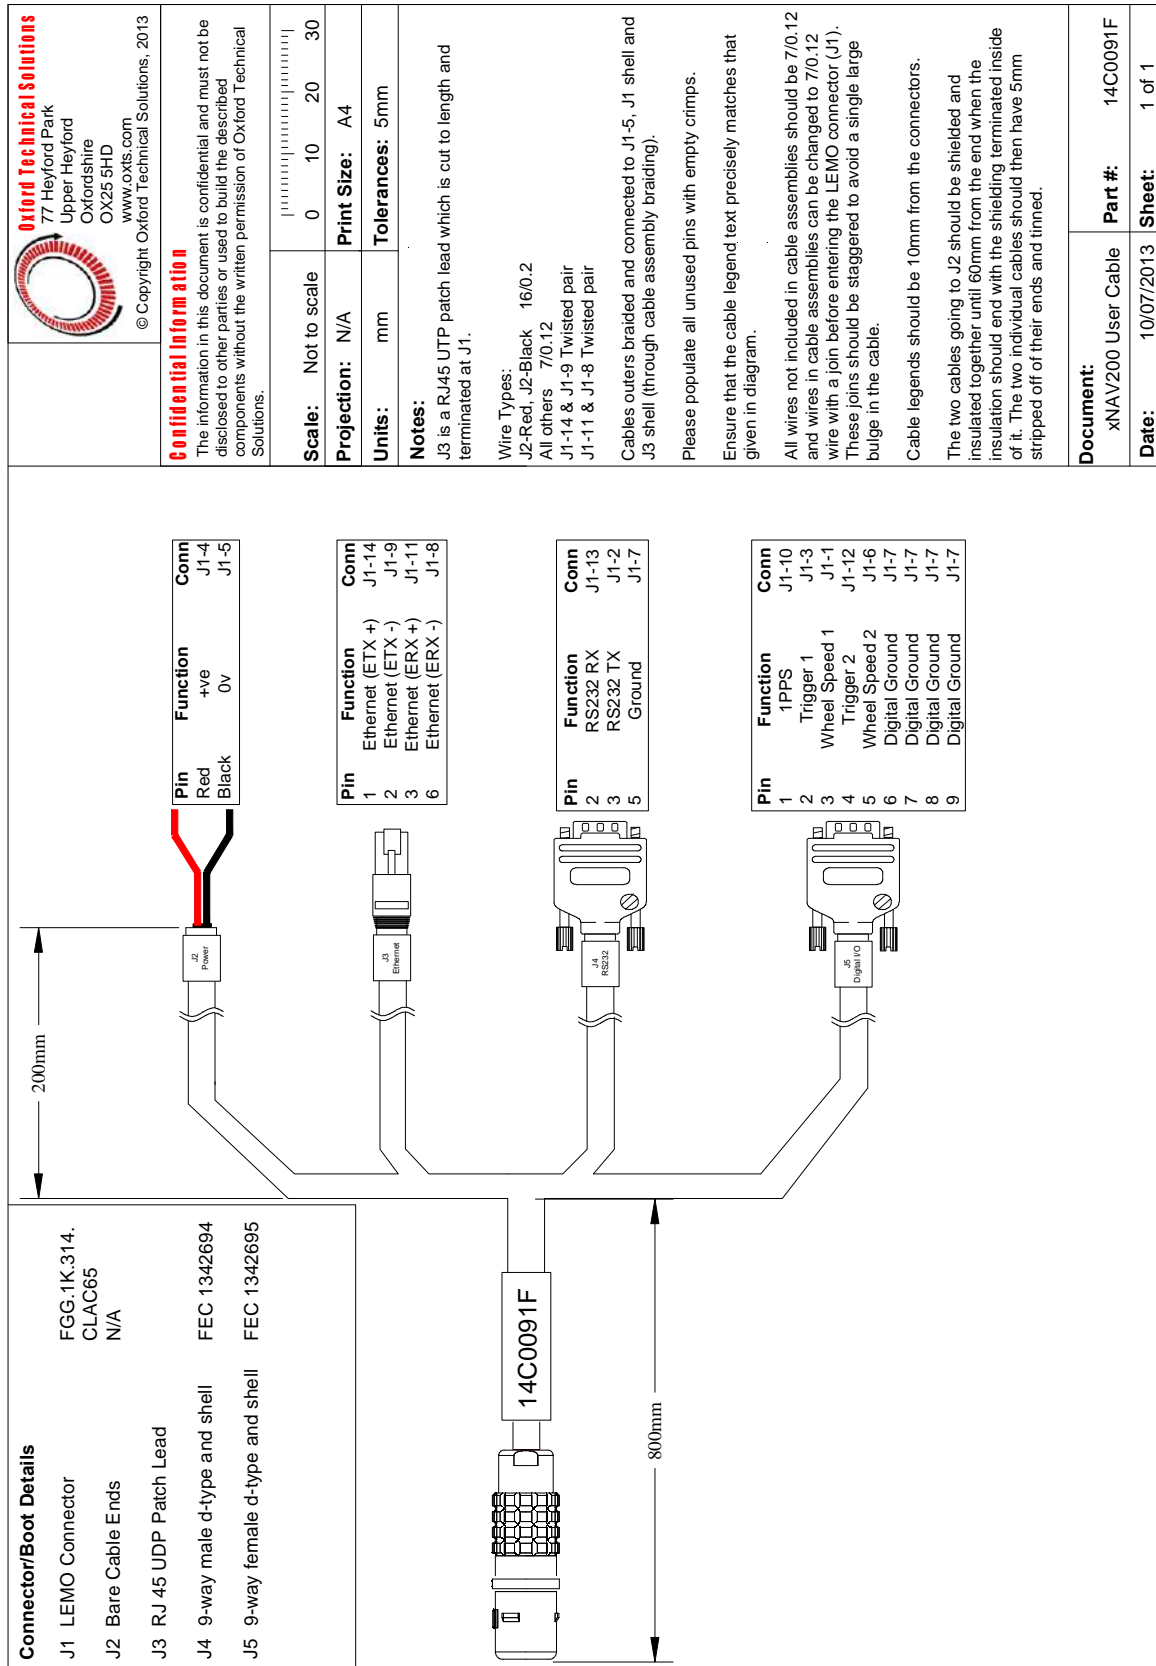 Connector/Boot Details
J1 LEMO Connector FGG.1K.314.
CLAC65
J2 Bare Cable Ends N/A
J3 RJ 45 UDP Patch Lead
J4 9-way male d-type and shell FEC 1342694
J5 9-way female d-type and shell FEC 1342695
200mm
800mm
14C0091F
J2
Power
J3
Ethernet
J4
RS232
J5
Digital I/O
Pin Function Conn
Red +ve J1-4
Black 0v J1-5
Pin Function Conn
1 Ethernet (ETX +) J1-14
2 Ethernet (ETX -) J1-9
3 Ethernet (ERX +) J1-11
6 Ethernet (ERX -) J1-8
Pin Function Conn
2 RS232 RX J1-13
3 RS232 TX J1-2
5 Ground J1-7
Pin Function Conn
1 1PPS J1-10
2 Trigger 1 J1-3
3 Wheel Speed 1 J1-1
4 Trigger 2 J1-12
5 Wheel Speed 2 J1-6
6 Digital Ground J1-7
7 Digital Ground J1-7
8 Digital Ground J1-7
9 Digital Ground J1-7
Oxford Technical Solutions
77 Heyford Park
Upper Heyford
Oxfordshire
OX25 5HD
www.oxts.com
© Copyright Oxford Technical Solutions, 2013
Confidential Information
The information in this document is confidential and must not be
disclosed to other parties or used to build the described
components without the written permission of Oxford Technical
Solutions.
Scale: Not to scale
0 10 20 30
Projection: N/A Print Size: A4
Units: mm Tolerances: 5mm
Notes:
J3 is a RJ45 UTP patch lead which is cut to length and
terminated at J1.
Wire Types:
J2-Red, J2-Black 16/0.2
All others 7/0.12
J1-14 & J1-9 Twisted pair
J1-11 & J1-8 Twisted pair
Cables outers braided and connected to J1-5, J1 shell and
J3 shell (through cable assembly braiding).
Please populate all unused pins with empty crimps.
Ensure that the cable legend text precisely matches that
given in diagram.
All wires not included in cable assemblies should be 7/0.12
and wires in cable assemblies can be changed to 7/0.12
wire with a join before entering the LEMO connector (J1).
These joins should be staggered to avoid a single large
bulge in the cable.
Cable legends should be 10mm from the connectors.
The two cables going to J2 should be shielded and
insulated together until 60mm from the end when the
insulation should end with the shielding terminated inside
of it. The two individual cables should then have 5mm
stripped off of their ends and tinned.
Document:
xNAV200 User Cable Part #: 14C0091F
Date: 10/07/2013 Sheet: 1 of 1